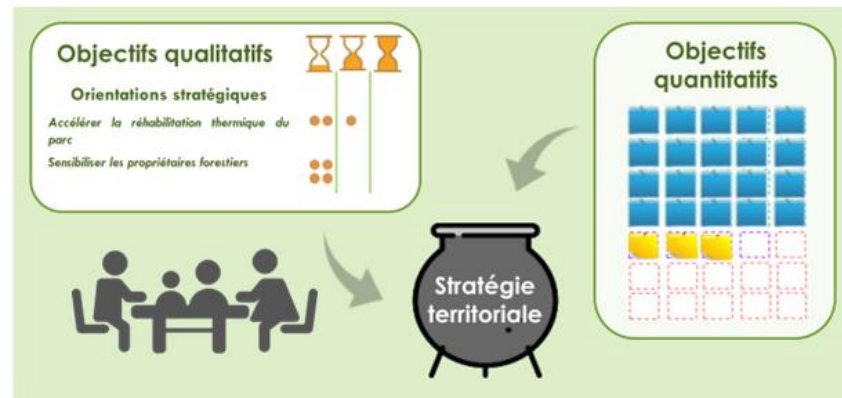 Objectifs qualitatifs
Orientations stratégiques
Accélérer la réhabilitation thermique du
parc
Sensibiliser les propriétaires forestiers
Objectifs
quantitatifs
Stratégie
territoriale